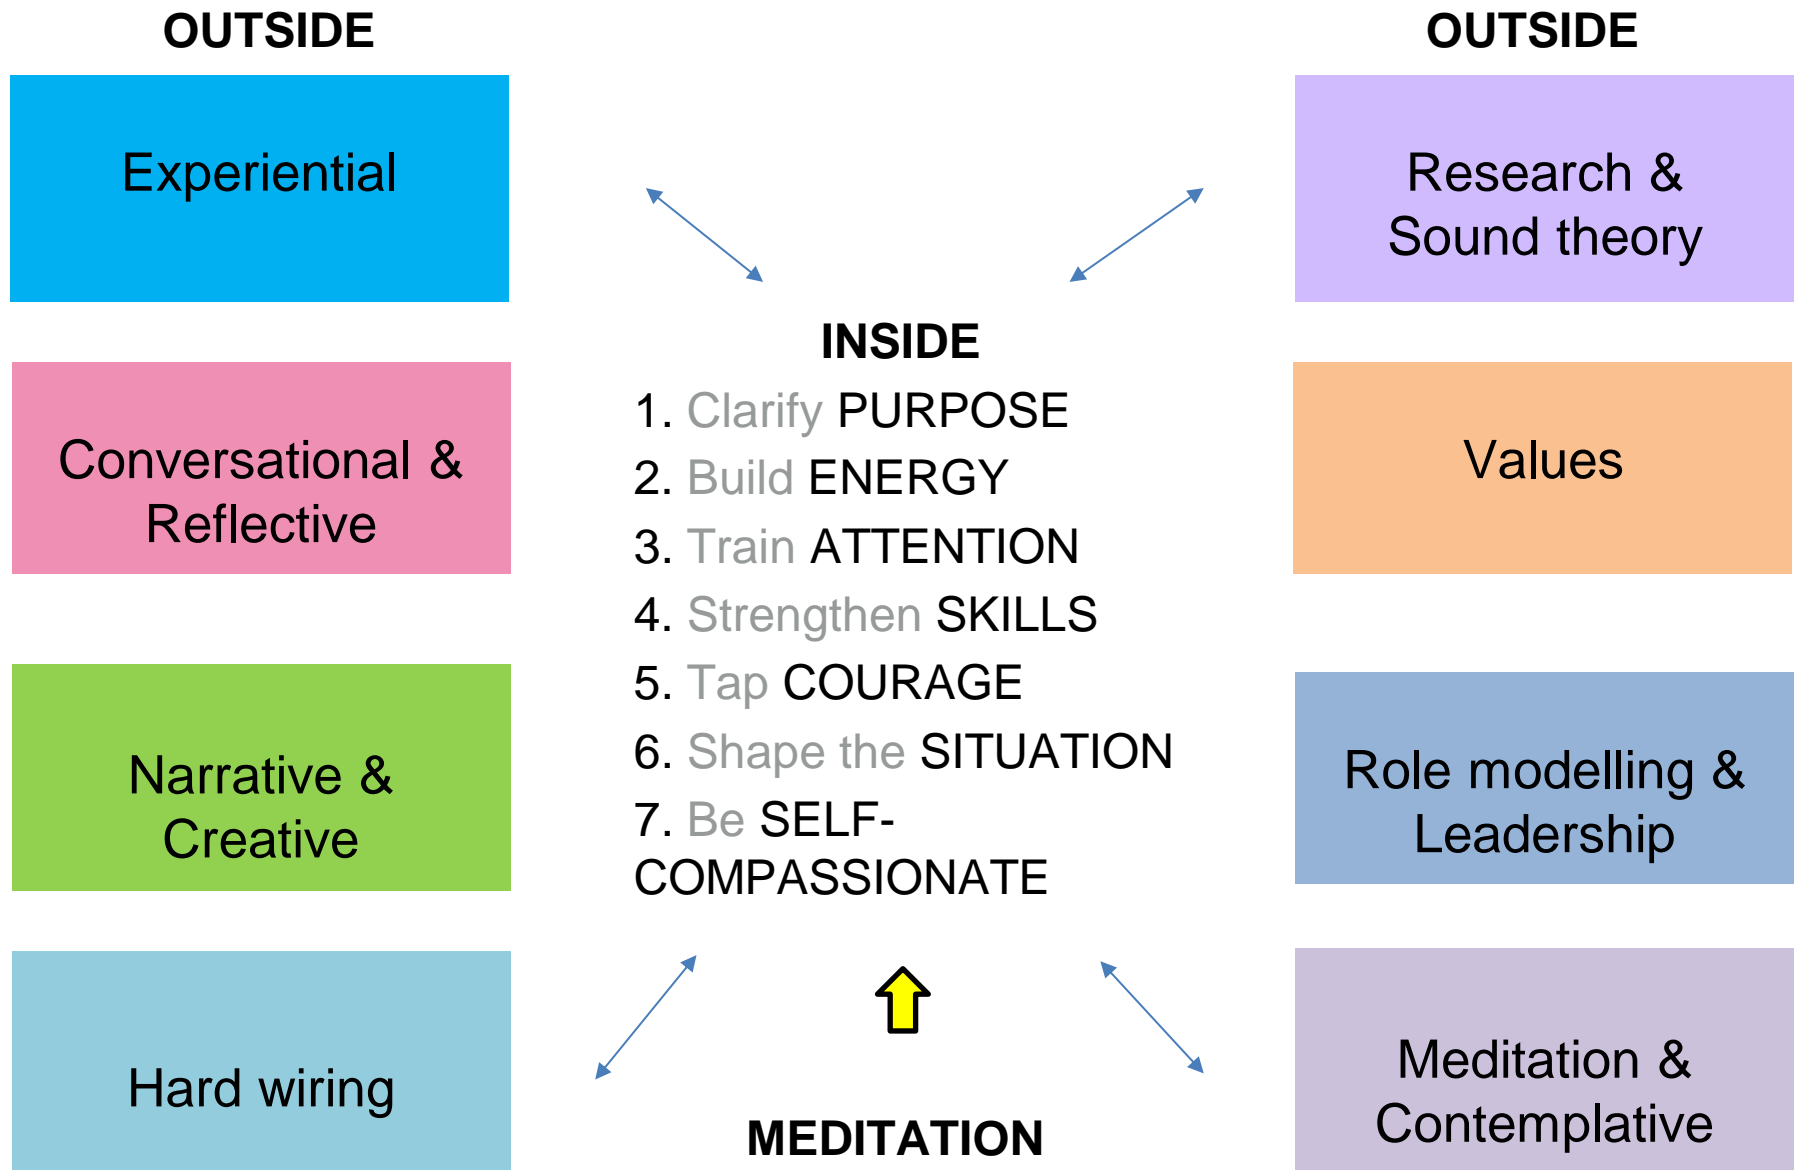 OUTSIDE
Experiential
Conversational &
Reflective
Narrative &
Creative
Hard wiring
INSIDE
1. Clarify PURPOSE
2. Build ENERGY
3. Train ATTENTION
4. Strengthen SKILLS
5. Tap COURAGE
6. Shape the SITUATION
7. Be SELF-
COMPASSIONATE
MEDITATION
OUTSIDE
Research &
Sound theory
Values
Role modelling &
Leadership
Meditation &
Contemplative